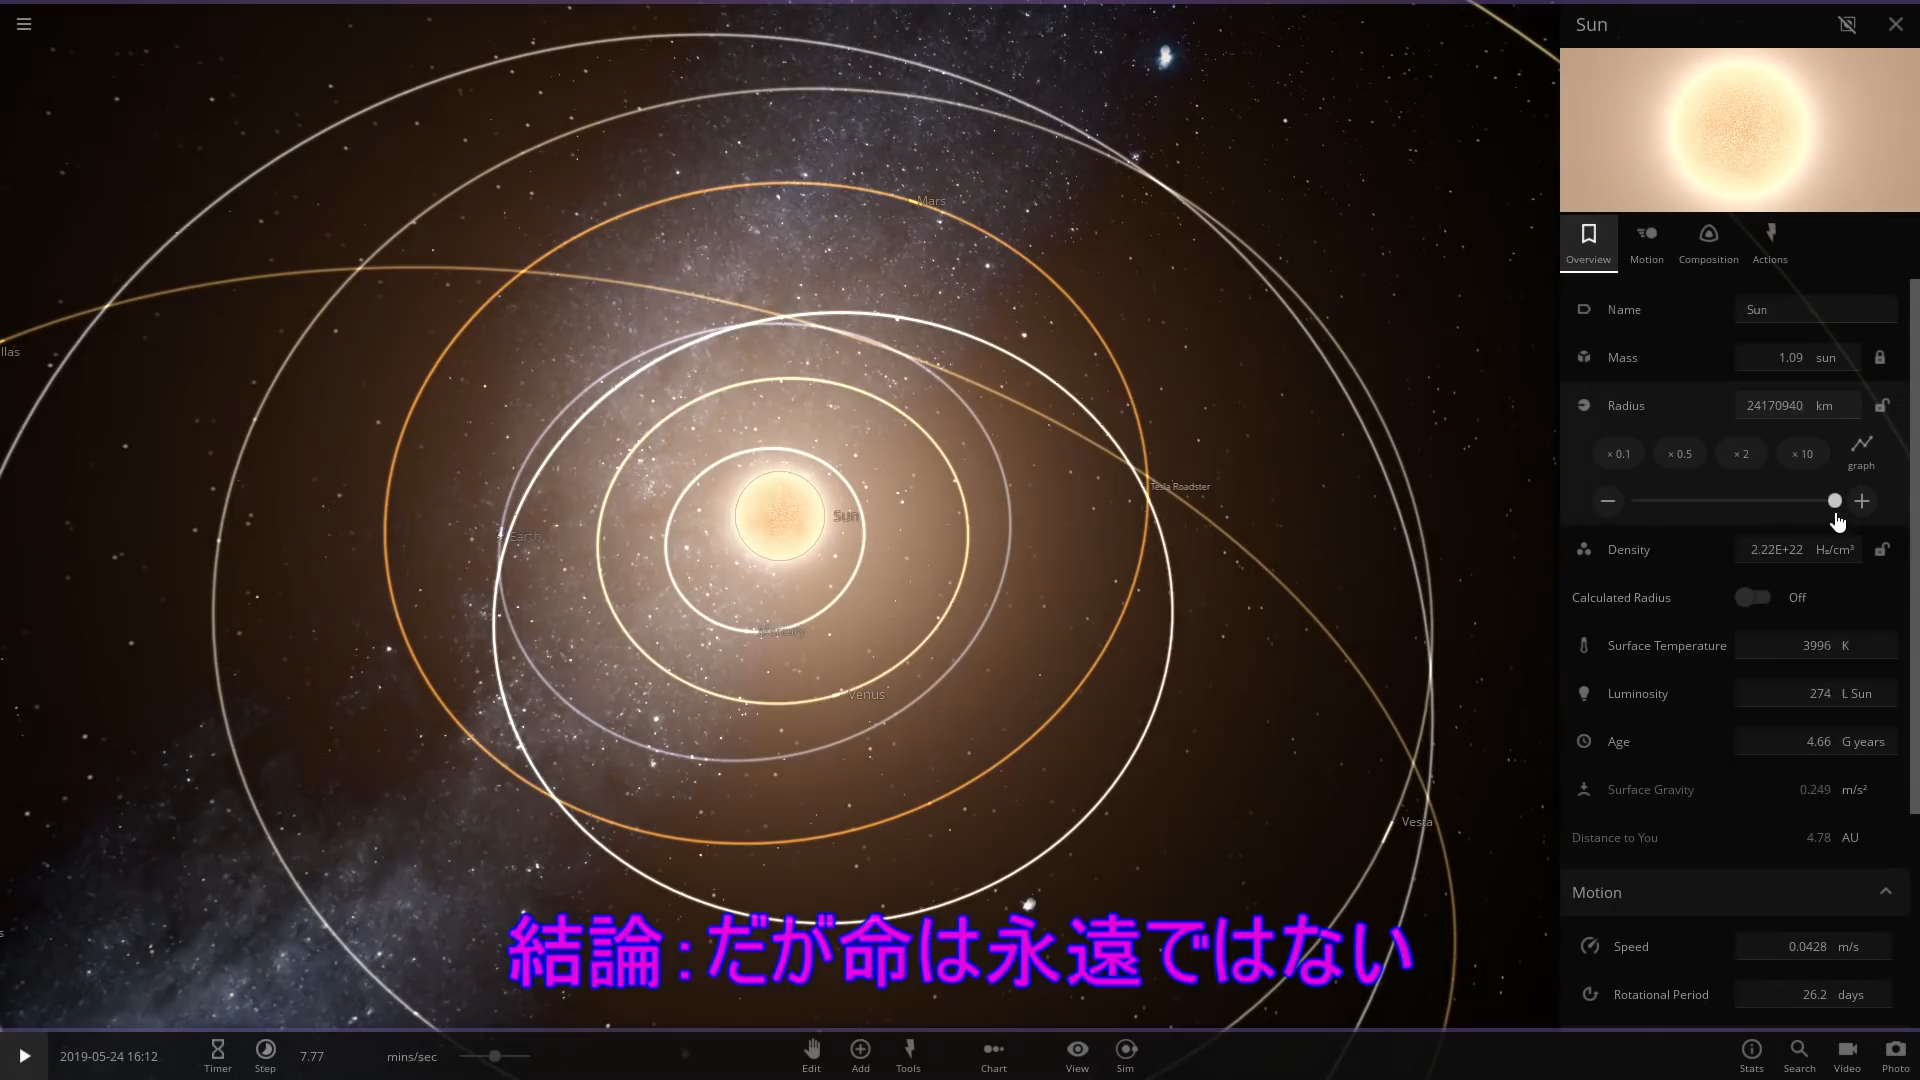 Sun
Mars
llas
Tesla Roadster
Sun
Earth
Mercury
Venus
Vesta
s
結論:だが命は永遠ではない
Overview
Motion
Composition
Actions
Name Sun
Mass 1.09 sun
Radius 24170940 km
× 0.1 × 0.5 × 2 × 10 graph
Density 2.22E+22 H₂/cm³
Calculated Radius Off
Surface Temperature 3996 K
Luminosity 274 L Sun
Age 4.66 G years
Surface Gravity 0.249 m/s²
Distance to You 4.78 AU
Motion
Speed 0.0428 m/s
Rotational Period 26.2 days
2019-05-24 16:12
Timer
Step
7.77 mins/sec
Edit
Add
Tools
Chart
View
Sim
Stats
Search
Video
Photo